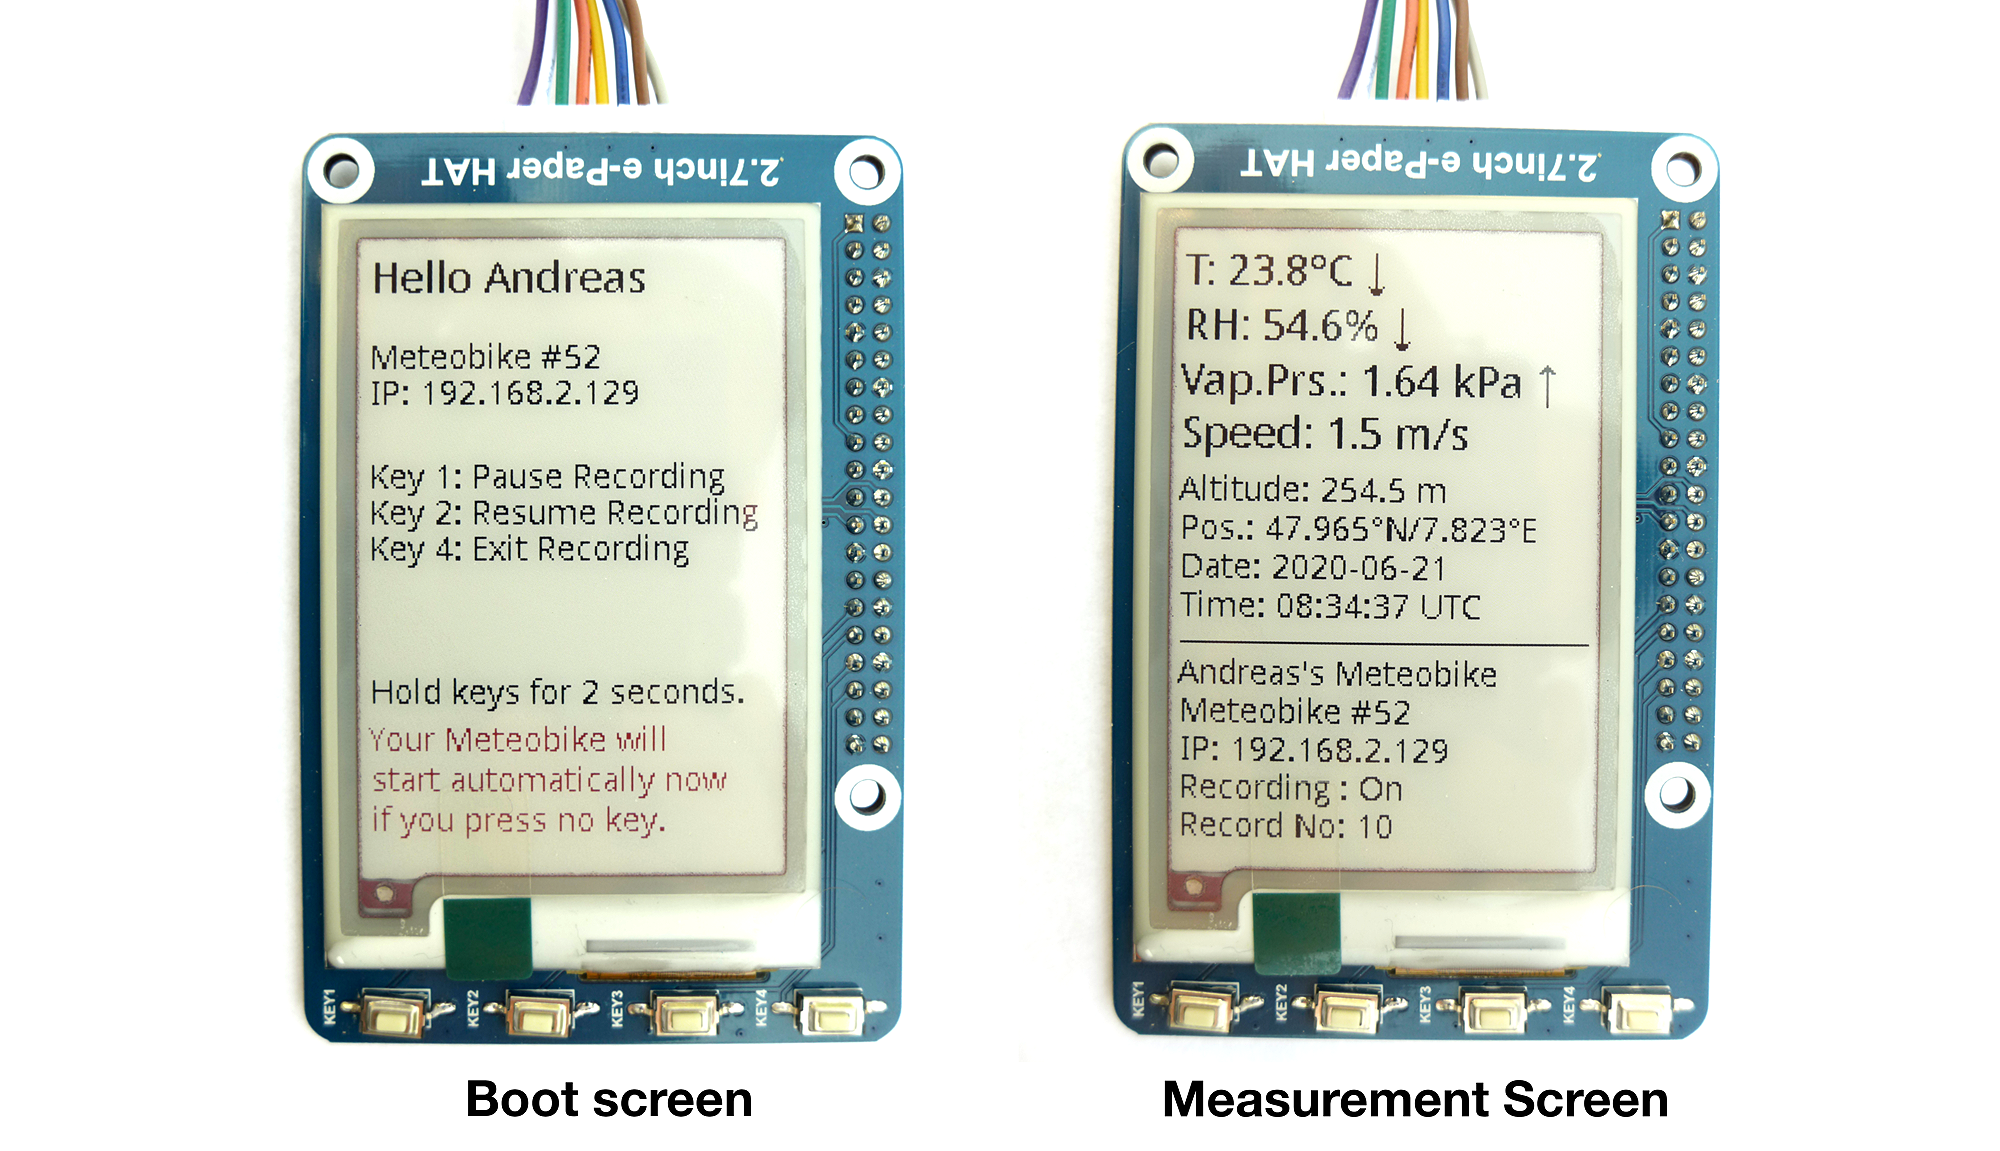 2.7inch e-Paper HAT
Hello Andreas
Meteobike #52
IP: 192.168.2.129
Key 1: Pause Recording
Key 2: Resume Recording
Key 4: Exit Recording
Hold keys for 2 seconds.
Your Meteobike will
start automatically now
if you press no key.
KEY1
KEY2
KEY3
KEY4
Boot screen
2.7inch e-Paper HAT
T: 23.8°C ↓
RH: 54.6% ↓
Vap.Prs.: 1.64 kPa ↑
Speed: 1.5 m/s
Altitude: 254.5 m
Pos.: 47.965°N/7.823°E
Date: 2020-06-21
Time: 08:34:37 UTC
Andreas's Meteobike
Meteobike #52
IP: 192.168.2.129
Recording : On
Record No: 10
KEY1
KEY2
KEY3
KEY4
Measurement Screen